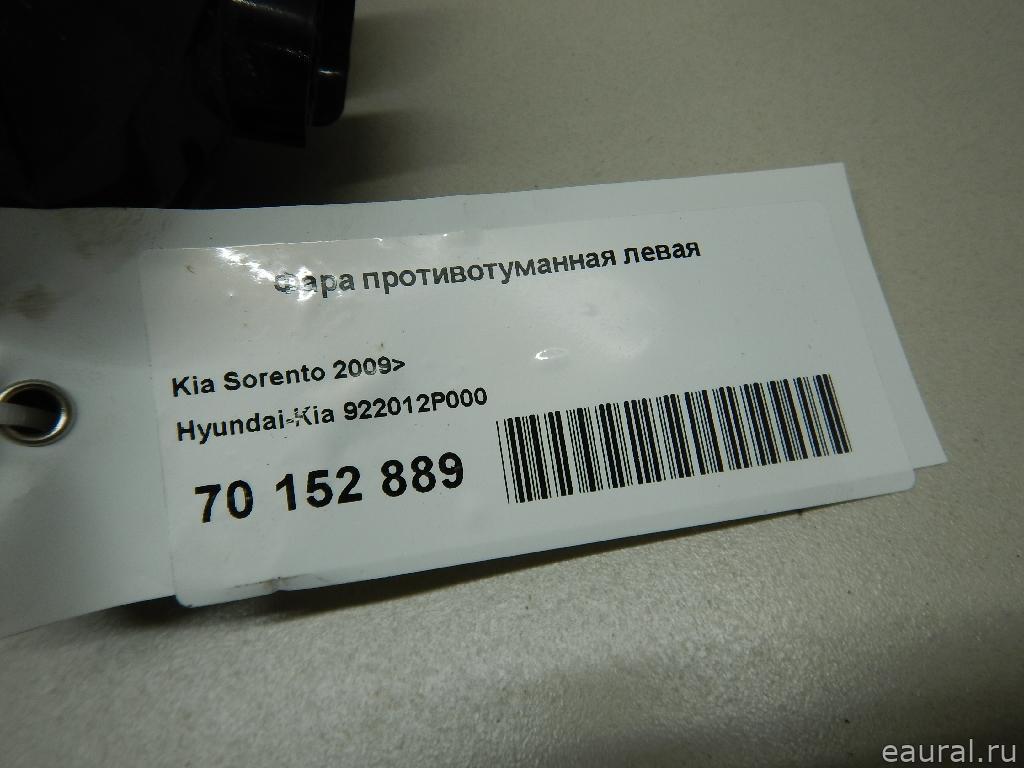 Фара противотуманная левая
Kia Sorento 2009>
Hyundai-Kia 922012P000
70 152 889
eaural.ru